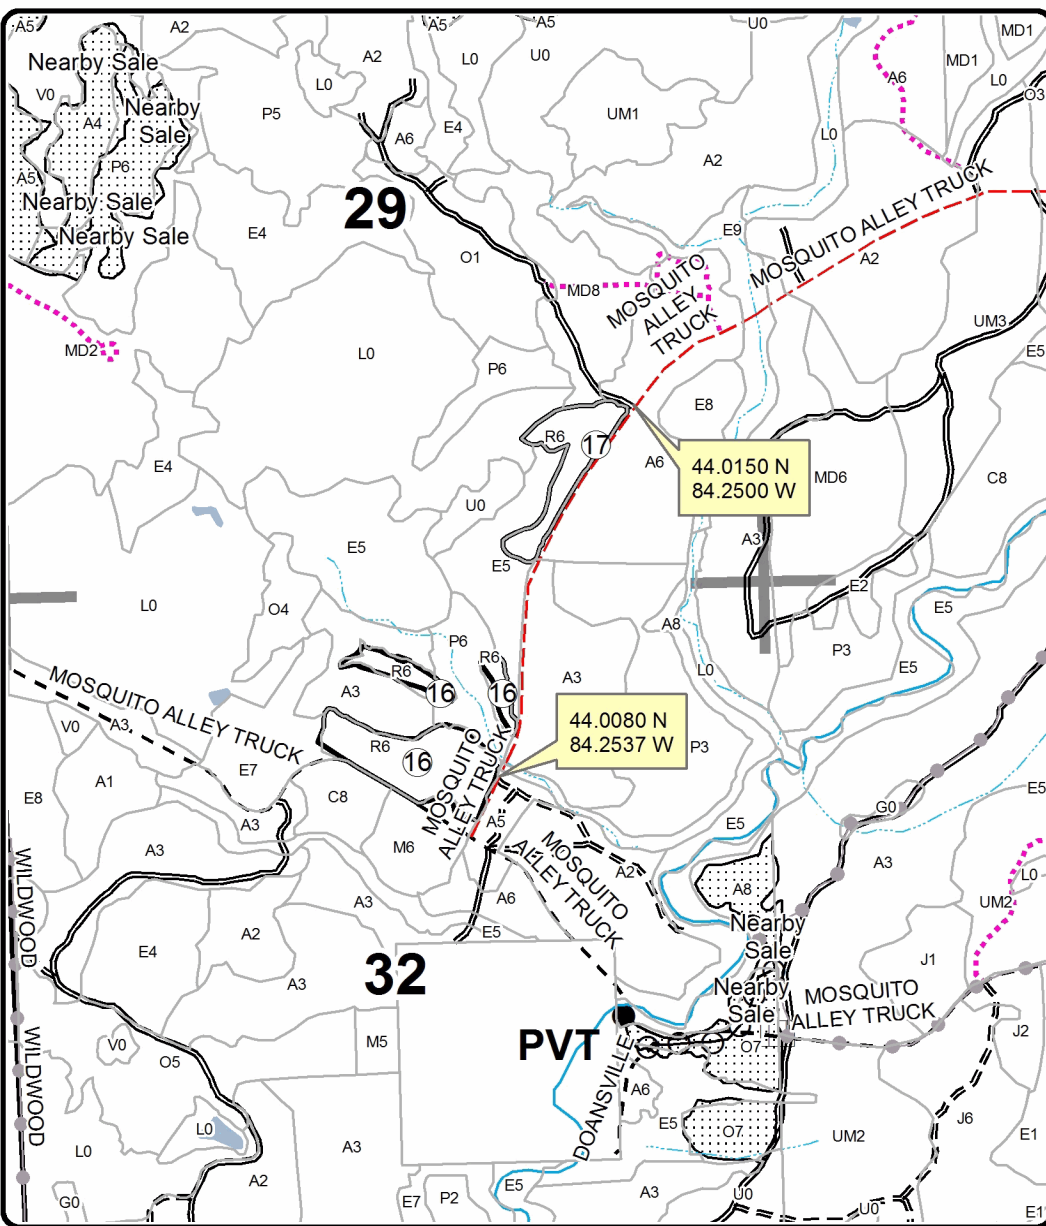 A5
A2
A5
A5
U0
MD1
Nearby Sale
A2
L0
U0
MD1
L0
L0
A6
V0
Nearby
Sale
P5
O3
A4
UM1
E4
A6
L0
P6
A2
A5
Nearby Sale
29
MOSQUITO ALLEY TRUCK
Nearby Sale
E4
E9
O1
A2
MD8
MOSQUITO
ALLEY
TRUCK
MD2
L0
UM3
E5
P6
E8
R6
17
E4
A6
44.0150 N
84.2500 W
MD6
C8
U0
E5
A3
E5
L0
O4
E2
E5
A8
P6
P3
L0
E5
R6
R6
A3
16
16
A3
MOSQUITO ALLEY TRUCK
V0
A3
R6
44.0080 N
84.2537 W
P3
16
MOSQUITO
ALLEY TRUCK
A1
E7
E8
C8
A3
A5
E5
G0
E5
A3
M6
MOSQUITO
ALLEY TRUCK
A2
A3
WILDWOOD
A8
L0
A3
A6
UM2
A2
E5
Nearby
Sale
E4
J1
32
A3
Nearby
Sale
MOSQUITO
ALLEY TRUCK
WILDWOOD
V0
O5
M5
PVT
DOANSVILLE
O7
J2
A6
L0
L0
A3
E5
O7
UM2
J6
E1
G0
A2
E7
P2
E5
A3
U0
U0
E1